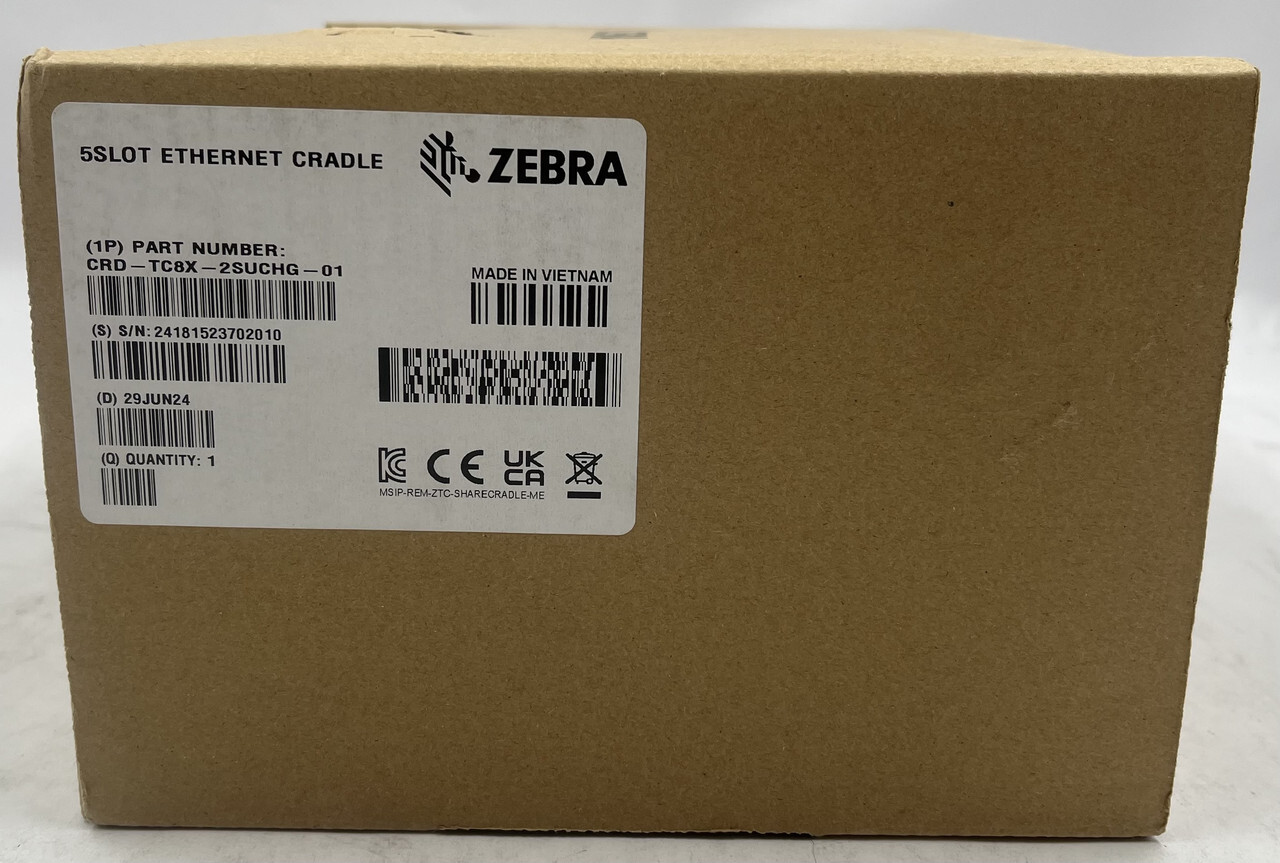 5SLOT ETHERNET CRADLE
ZEBRA
(1P) PART NUMBER:
CRD-TC8X-2SUCHG-01
MADE IN VIETNAM
(S) S/N: 24181523702010
(D) 29JUN24
(Q) QUANTITY: 1
CE
UK
CA
MSIP-REM-ZTC-SHARECRADLE-ME